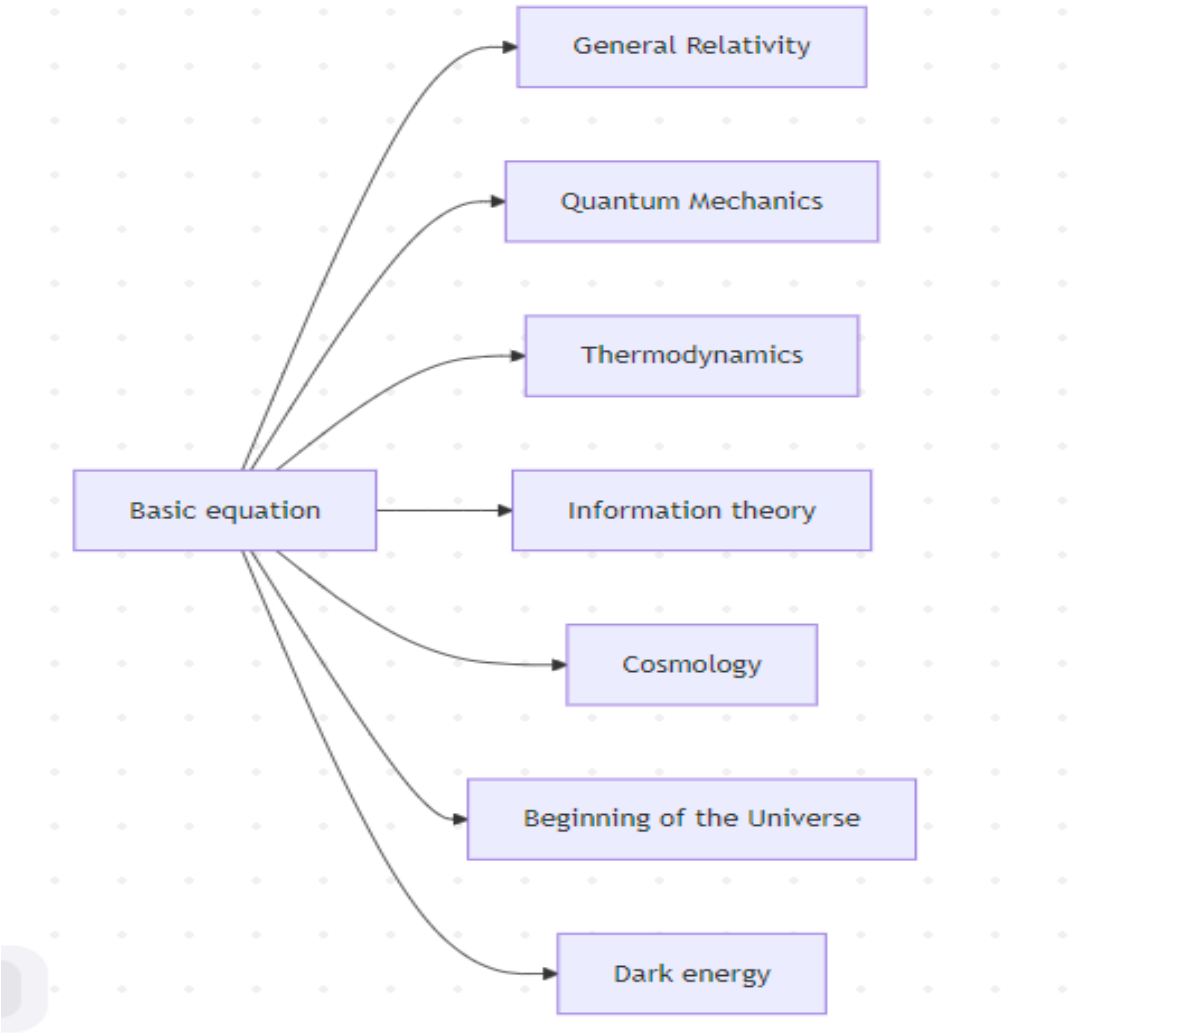 General Relativity
Quantum Mechanics
Thermodynamics
Basic equation
Information theory
Cosmology
Beginning of the Universe
Dark energy